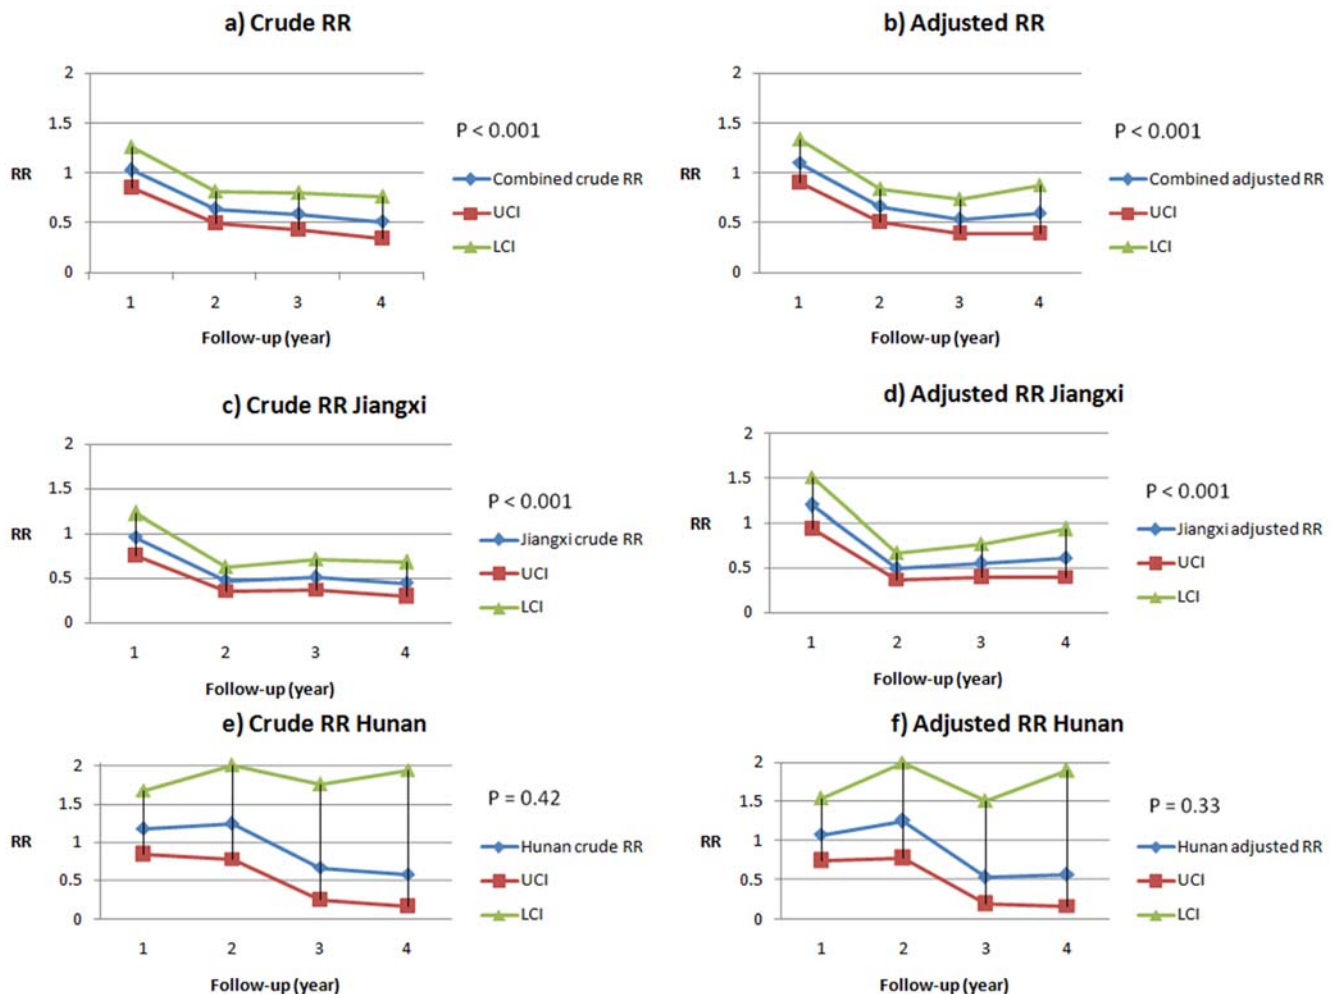 a) Crude RR
2
1.5
1
0.5
0
RR
1 2 3 4
Follow-up (year)
P < 0.001
Combined crude RR
UCI
LCI
b) Adjusted RR
2
1.5
1
0.5
0
RR
1 2 3 4
Follow-up (year)
P < 0.001
Combined adjusted RR
UCI
LCI
c) Crude RR Jiangxi
2
1.5
1
0.5
0
RR
1 2 3 4
Follow-up (year)
P < 0.001
Jiangxi crude RR
UCI
LCI
d) Adjusted RR Jiangxi
2
1.5
1
0.5
0
RR
1 2 3 4
Follow-up (year)
P < 0.001
Jiangxi adjusted RR
UCI
LCI
e) Crude RR Hunan
2
1.5
1
0.5
0
RR
1 2 3 4
Follow-up (year)
P = 0.42
Hunan crude RR
UCI
LCI
f) Adjusted RR Hunan
2
1.5
1
0.5
0
RR
1 2 3 4
Follow-up (year)
P = 0.33
Hunan adjusted RR
UCI
LCI